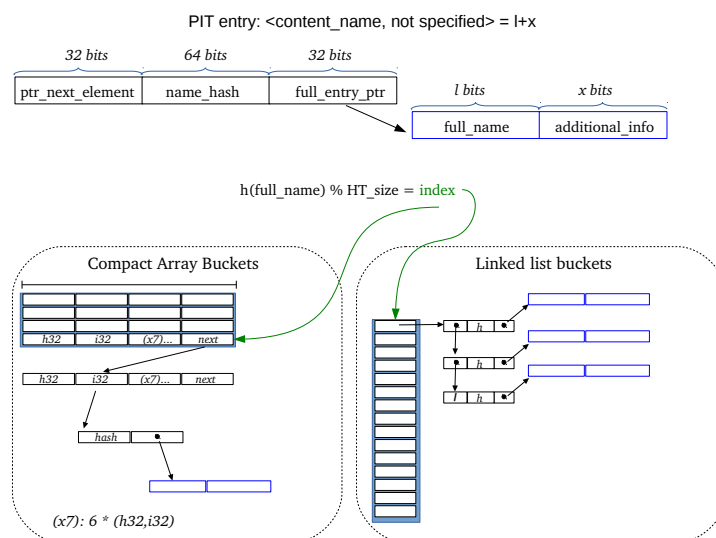 PIT entry: <content_name, not specified> = l+x
32 bits 64 bits 32 bits
ptr_next_element name_hash full_entry_ptr
l bits x bits
full_name additional_info
h(full_name) % HT_size = index
Compact Array Buckets
Linked list buckets
h32 i32 (x7)... next
h32 i32 (x7)... next
hash
(x7): 6 * (h32,i32)
h
h
/ h